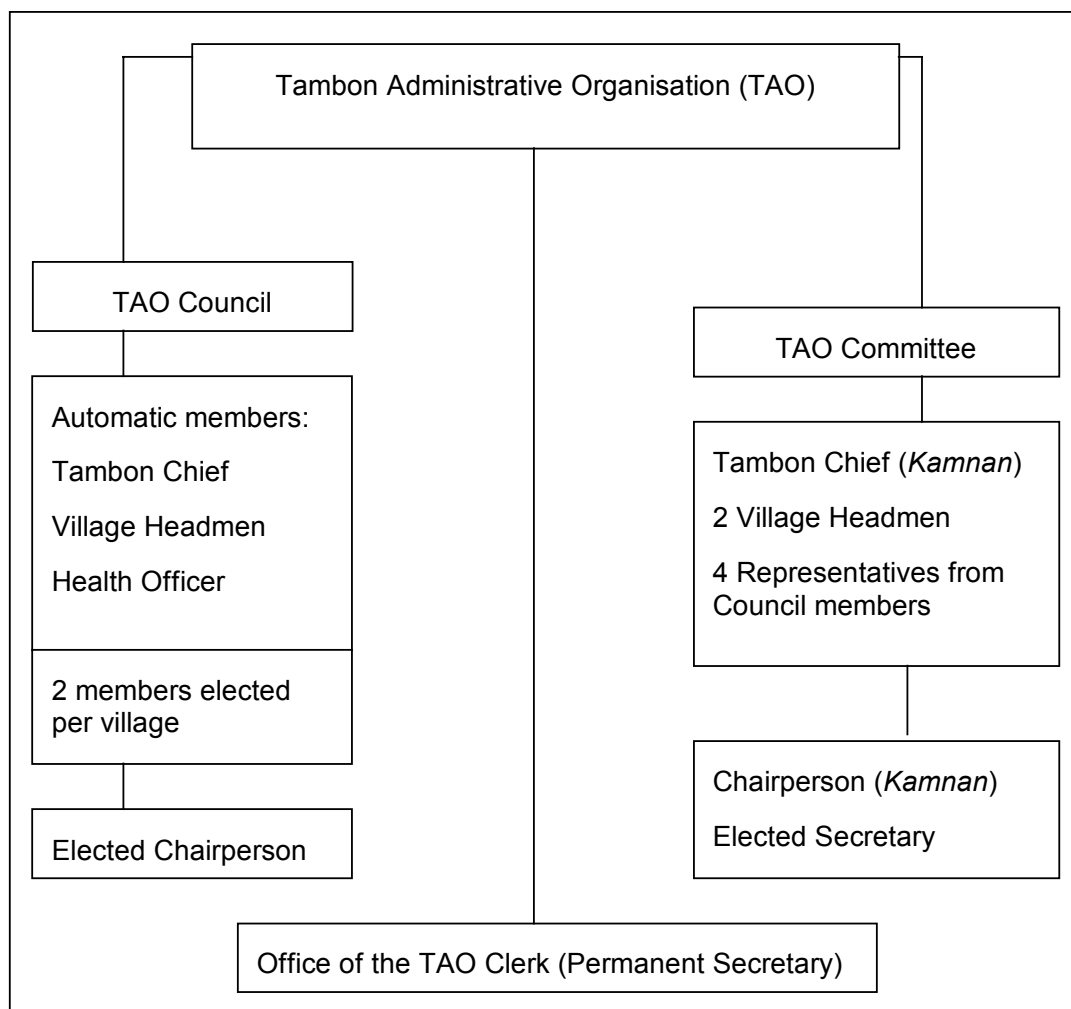 Tambon Administrative Organisation (TAO)
TAO Council
Automatic members:
Tambon Chief
Village Headmen
Health Officer
2 members elected
per village
Elected Chairperson
TAO Committee
Tambon Chief (Kamnan)
2 Village Headmen
4 Representatives from
Council members
Chairperson (Kamnan)
Elected Secretary
Office of the TAO Clerk (Permanent Secretary)